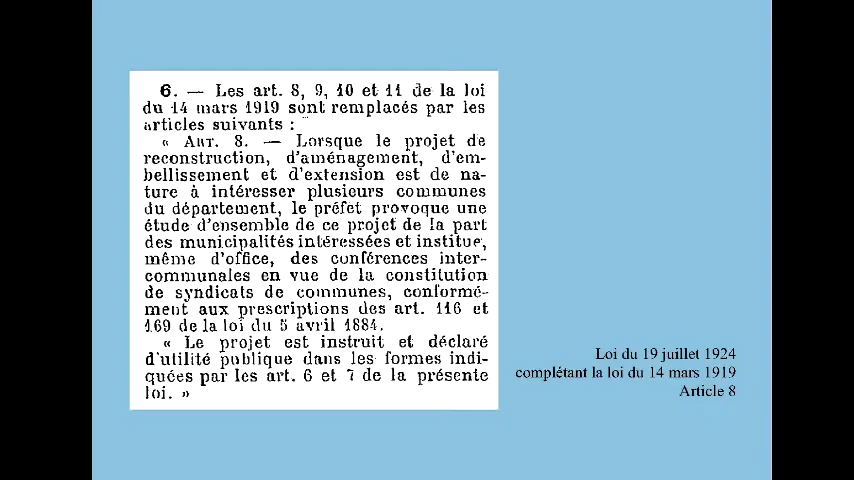 6. — Les art. 8, 9, 10 et 11 de la loi
du 14 mars 1919 sont remplacés par les
articles suivants :
« ART. 8. — Lorsque le projet de
reconstruction, d'aménagement, d'em-
bellissement et d'extension est de na-
ture à intéresser plusieurs communes
du département, le préfet provoque une
étude d'ensemble de ce projet de la part
des municipalités intéressées et institue,
même d'office, des conférences inter-
communales en vue de la constitution
de syndicats de communes, conformé-
ment aux prescriptions des art. 116 et
169 de la loi du 5 avril 1884.
« Le projet est instruit et déclaré
d'utilité publique dans les formes indi-
quées par les art. 6 et 7 de la présente
loi. »
Loi du 19 juillet 1924
complétant la loi du 14 mars 1919
Article 8